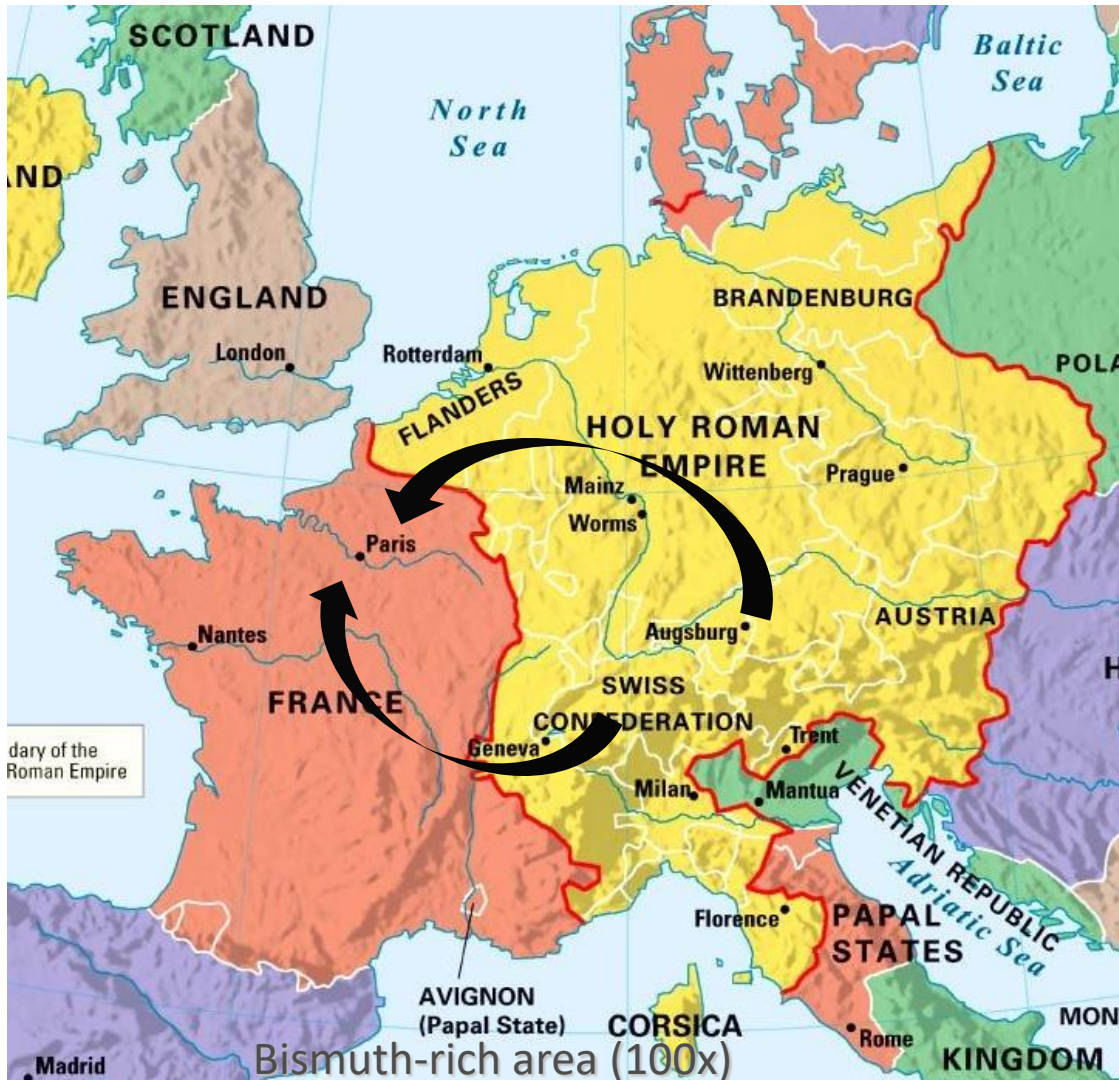 SCOTLAND
Baltic
Sea
North
Sea
AND
ENGLAND
BRANDENBURG
London
Rotterdam
Wittenberg
POLA
FLANDERS
HOLY ROMAN
EMPIRE
Prague
Mainz
Worms
Paris
Nantes
Augsburg
AUSTRIA
H
SWISS
CONFEDERATION
FRANCE
Geneva
Trent
dary of the
Roman Empire
Milan
Mantua
VENETIAN REPUBLIC
Adriatic Sea
Florence
PAPAL
STATES
AVIGNON
(Papal State)
CORSICA
MON
Rome
KINGDOM
Madrid
Bismuth-rich area (100x)